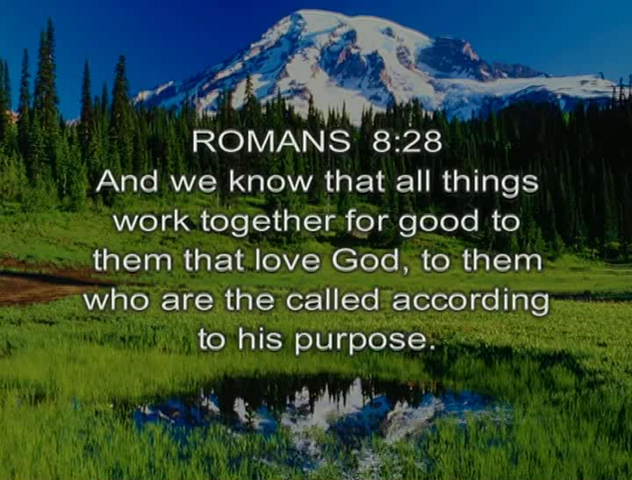 ROMANS 8:28
And we know that all things
work together for good to
them that love God, to them
who are the called according
to his purpose.